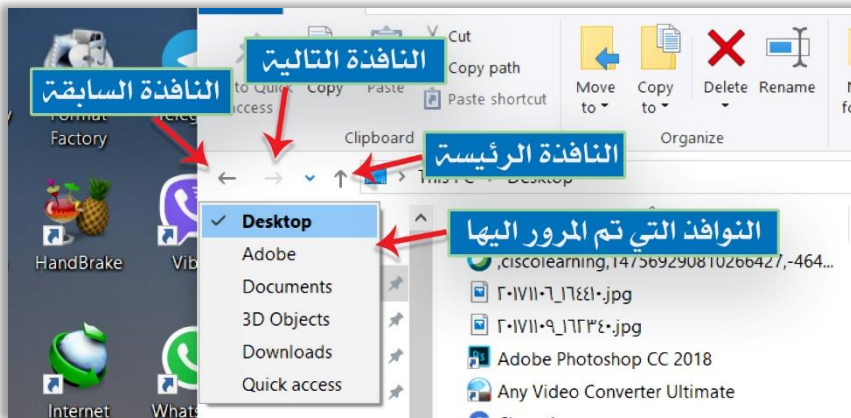 Cut
Copy path
Paste shortcut
to Quick access
Copy
Paste
Move to
Copy to
Delete
Rename
Clipboard
Organize
النافذة التالية
النافذة السابقة
النافذة الرئيسة
النوافذ التي تم المرور اليها
This PC > Desktop
Format Factory
HandBrake
Internet
Desktop
Adobe
Documents
3D Objects
Downloads
Quick access
,ciscolearning,147569290810266427,-464...
٢٠١٧١١٠٦_١٦٤٤١٠.jpg
٢٠١٧١١٠٩_١٦٢٣٤٠.jpg
Adobe Photoshop CC 2018
Any Video Converter Ultimate